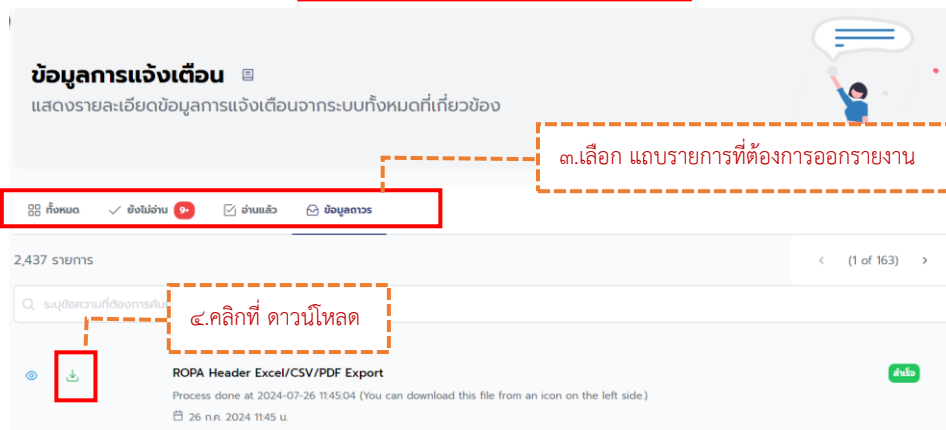 ข้อมูลการแจ้งเตือน
แสดงรายละเอียดข้อมูลการแจ้งเตือนจากระบบทั้งหมดที่เกี่ยวข้อง
๓.เลือก แถบรายการที่ต้องการออกรายงาน
ทั้งหมด ยังไม่อ่าน 9+ อ่านแล้ว ข้อมูลถาวร
2,437 รายการ (1 of 163)
ระบุข้อความที่ต้องการค้น
๔.คลิกที่ ดาวน์โหลด
ROPA Header Excel/CSV/PDF Export สำเร็จ
Process done at 2024-07-26 11:45:04 (You can download this file from an icon on the left side.)
26 ก.ค. 2024 11:45 น.